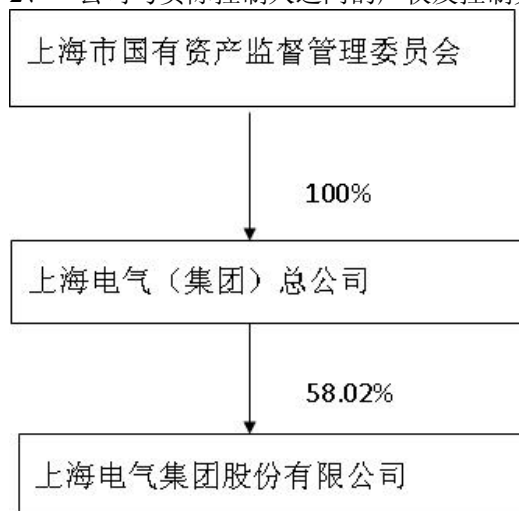 上海市国有资产监督管理委员会
100%
上海电气（集团）总公司
58.02%
上海电气集团股份有限公司